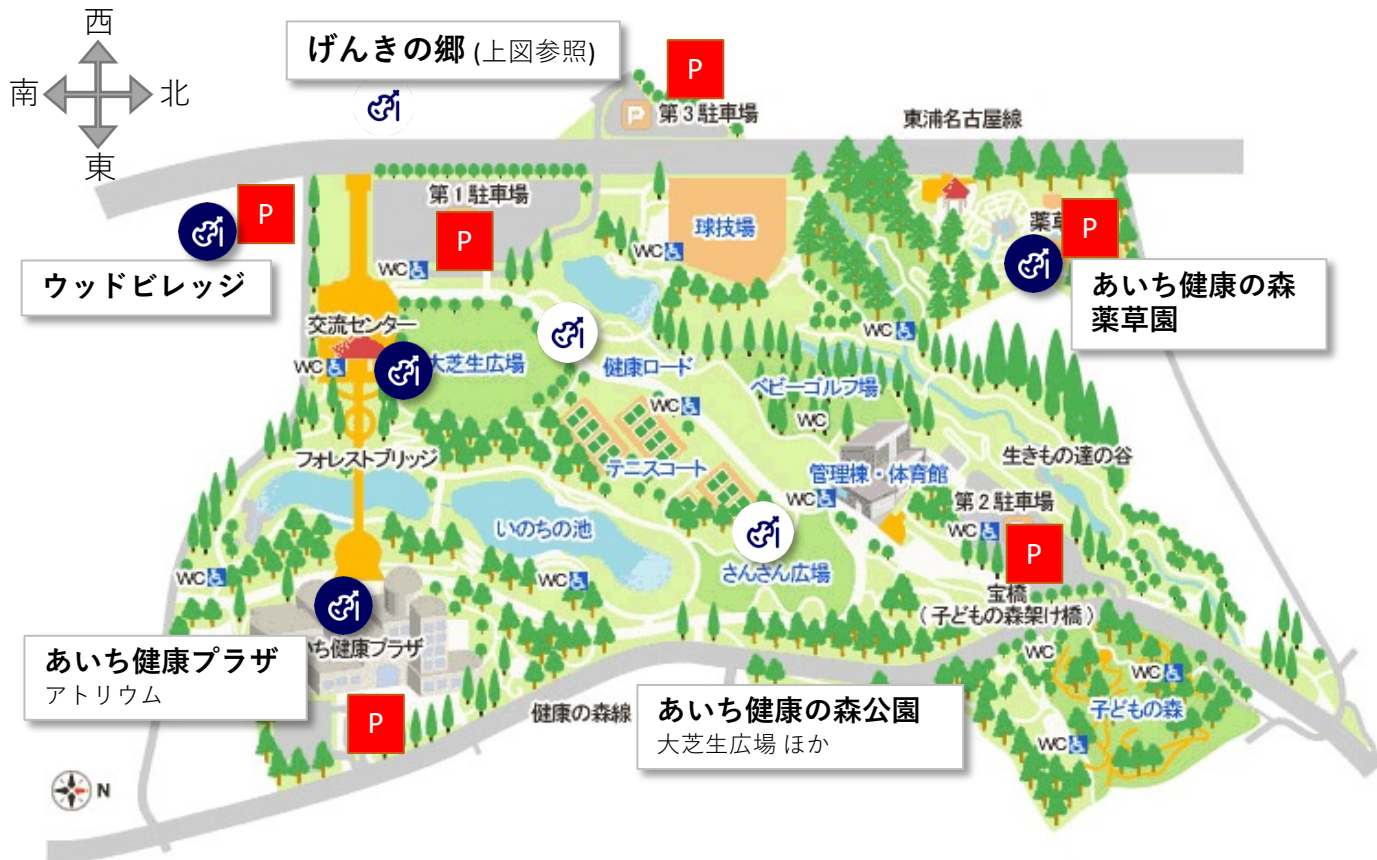 西
げんきの郷 (上図参照)
P
南
北
P
第3駐車場
東浦名古屋線
東
第1駐車場
P
P
P
薬草
球技場
WC
ウッドビレッジ
WC
あいち健康の森
薬草園
交流センター
WC
WC
大芝生広場
健康ロード
ベビーゴルフ場
WC
WC
フォレストブリッジ
テニスコート
管理棟・体育館
生きもの達の谷
WC
第2駐車場
いのちの池
WC
P
さんさん広場
WC
WC
宝橋
(子どもの森架け橋)
あいち健康プラザ
アトリウム
ち健康プラザ
WC
WC
P
健康の森線
あいち健康の森公園
大芝生広場 ほか
子どもの森
WC
N